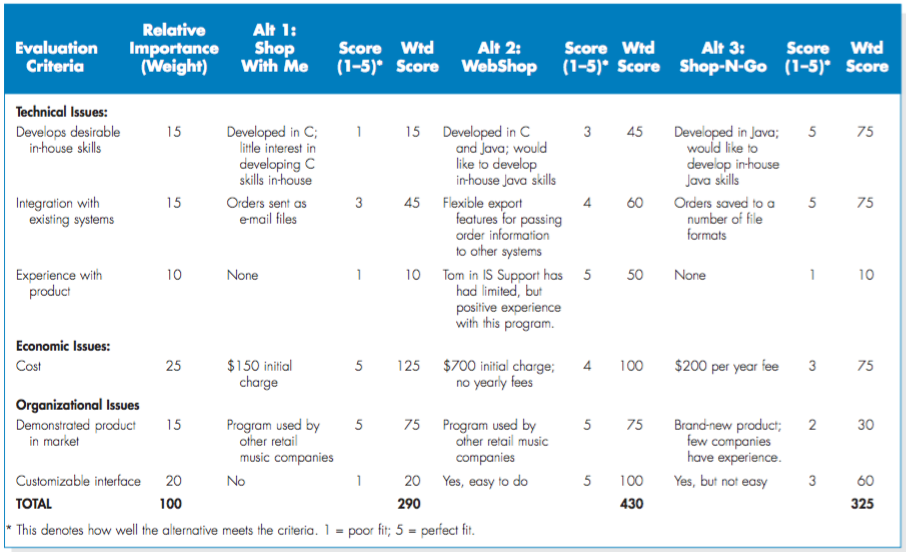 Evaluation Criteria Relative Importance (Weight) Alt 1: Shop With Me Score (1–5)* Wtd Score Alt 2: WebShop Score (1–5)* Wtd Score Alt 3: Shop-N-Go Score (1–5)* Wtd Score
Technical Issues:
Develops desirable 15 Developed in C; 1 15 Developed in C 3 45 Developed in Java; 5 75
in-house skills little interest in and Java; would would like to
developing C like to develop develop in-house
skills in-house in-house Java skills Java skills
Integration with 15 Orders sent as 3 45 Flexible export 4 60 Orders saved to a 5 75
existing systems e-mail files features for passing number of file
order information formats
to other systems
Experience with 10 None 1 10 Tom in IS Support has 5 50 None 1 10
product had limited, but
positive experience
with this program.
Economic Issues:
Cost 25 $150 initial 5 125 $700 initial charge; 4 100 $200 per year fee 3 75
charge no yearly fees
Organizational Issues
Demonstrated product 15 Program used by 5 75 Program used by 5 75 Brand-new product; 2 30
in market other retail other retail music few companies
music companies companies have experience.
Customizable interface 20 No 1 20 Yes, easy to do 5 100 Yes, but not easy 3 60
TOTAL 100 290 430 325
* This denotes how well the alternative meets the criteria. 1 = poor fit; 5 = perfect fit.